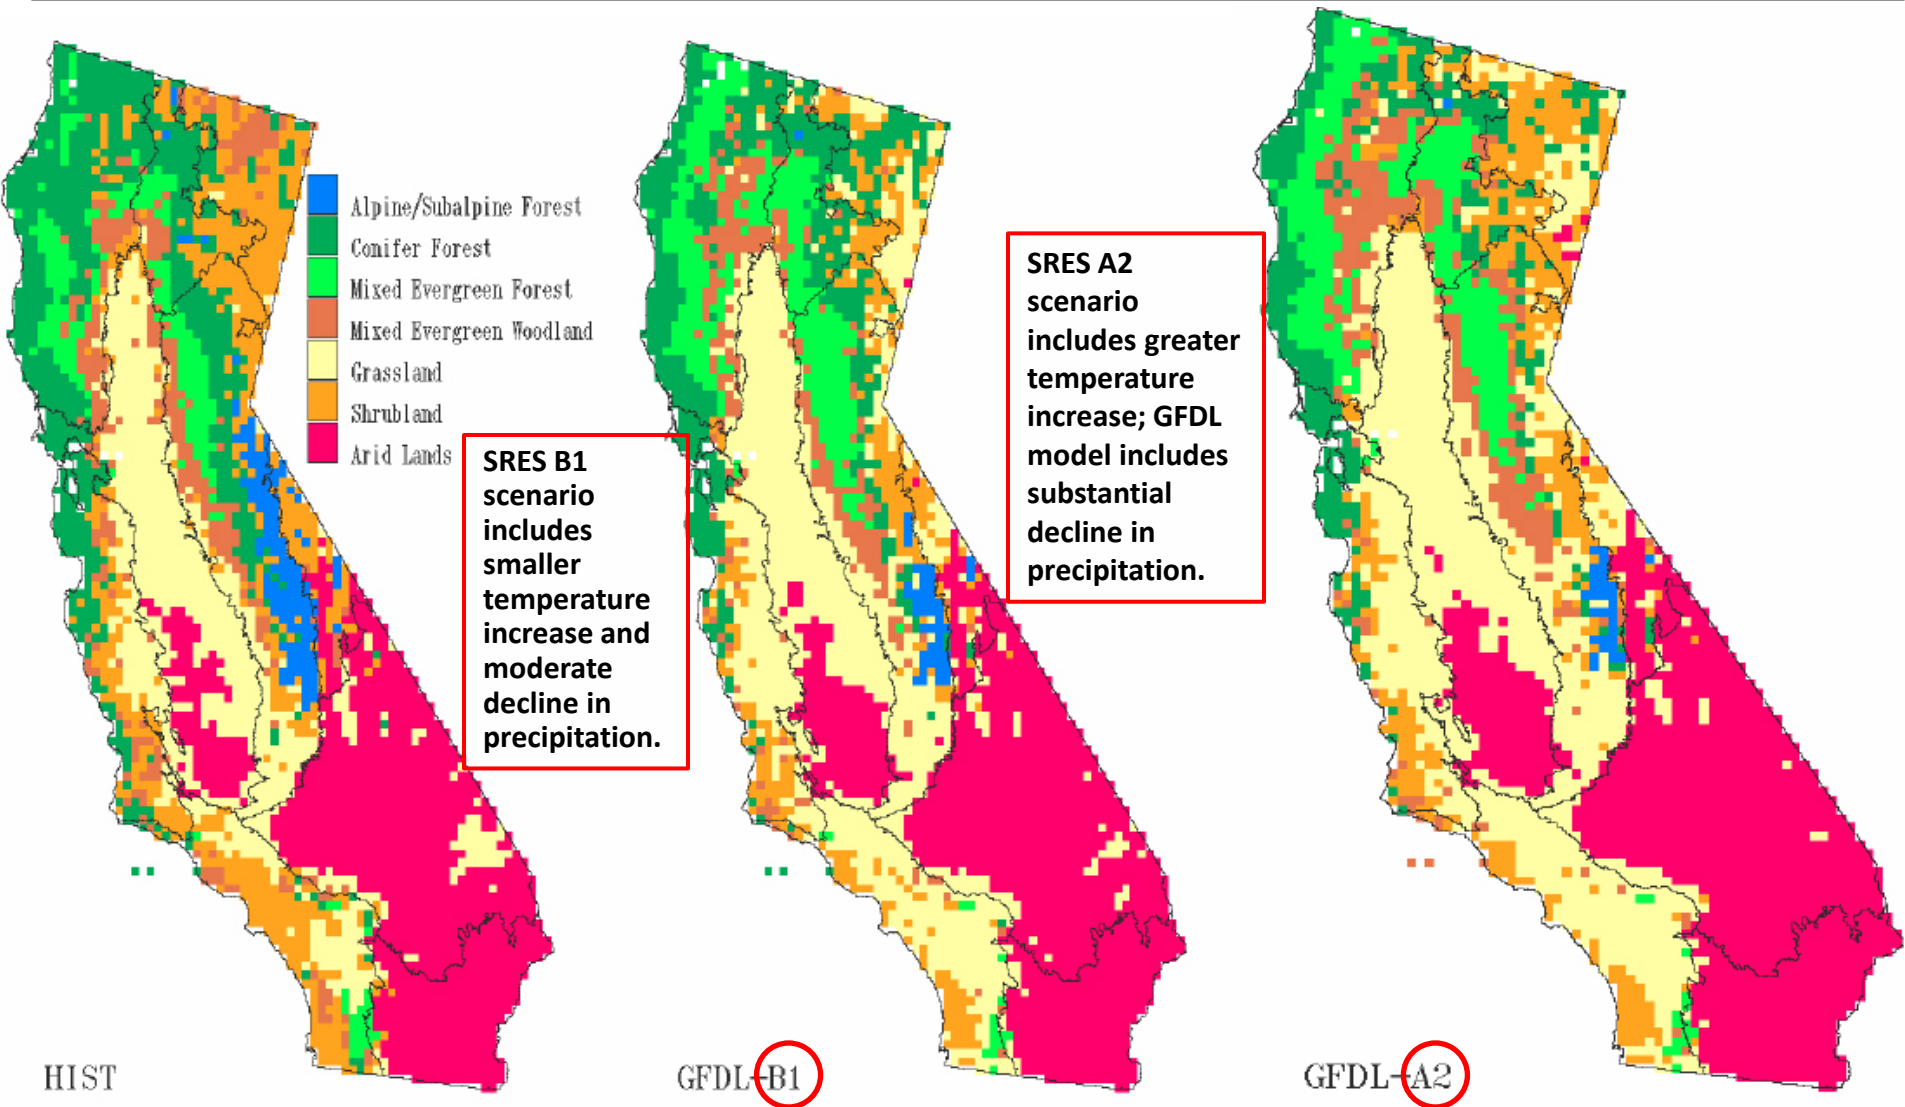 Alpine/Subalpine Forest
Conifer Forest
Mixed Evergreen Forest
Mixed Evergreen Woodland
Grassland
Shrubland
Arid Lands
SRES B1
scenario
includes
smaller
temperature
increase and
moderate
decline in
precipitation.
SRES A2
scenario
includes greater
temperature
increase; GFDL
model includes
substantial
decline in
precipitation.
HIST
GFDL-B1
GFDL-A2